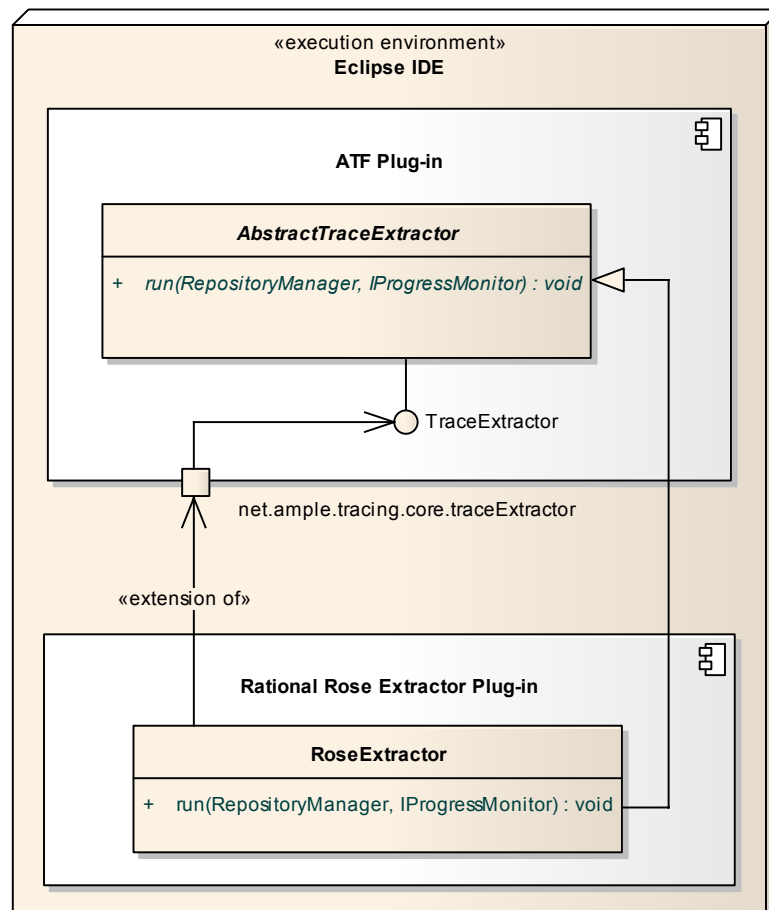 «execution environment»
Eclipse IDE
ATF Plug-in
AbstractTraceExtractor
+ run(RepositoryManager, IProgressMonitor) : void
TraceExtractor
net.ample.tracing.core.traceExtractor
«extension of»
Rational Rose Extractor Plug-in
RoseExtractor
+ run(RepositoryManager, IProgressMonitor) : void